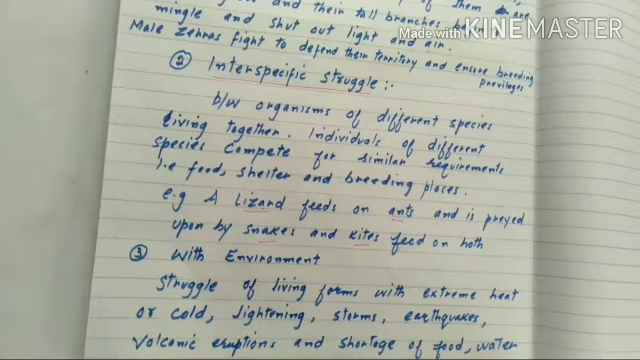 and their tall branches
mingle and shut out light and air.
Male Zebras fight to defend their territory and ensure breeding
previleges
② Interspecific Struggle:-
b/w organisms of different species
living together. Individuals of different
species compete for similar requirements
i.e food, shelter and breeding places.
e.g A lizard feeds on ants and is preyed
upon by snakes and kites feed on both
③ With Environment
Struggle of living forms with extreme heat
or cold, lightening, storms, earthquakes,
Volcanic eruptions and shortage of food, water
Made with KINEMASTER